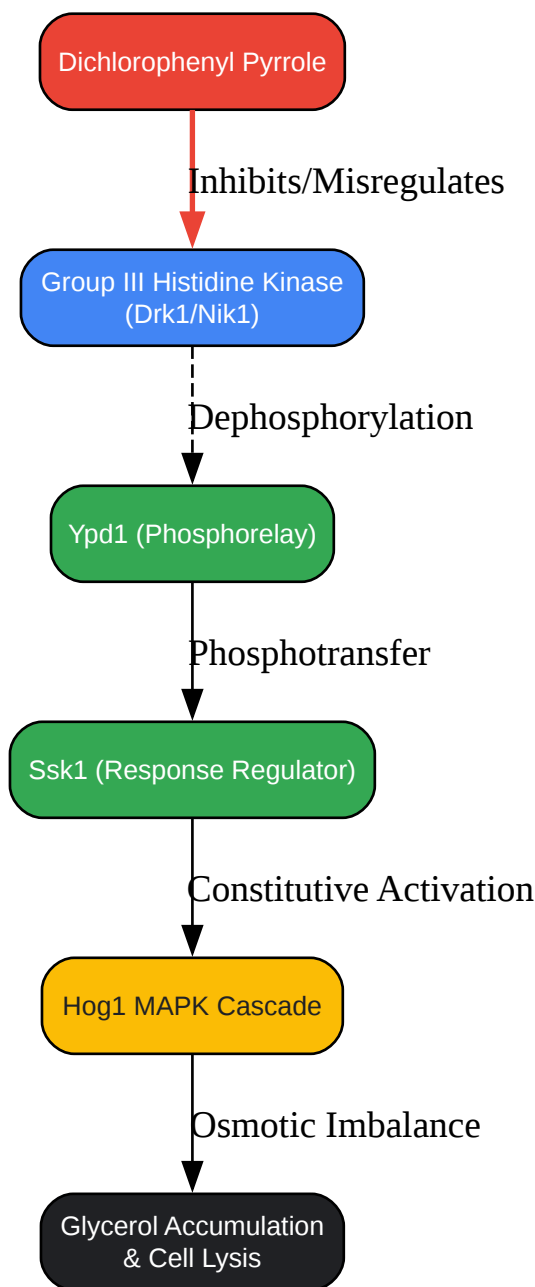 Dichlorophenyl Pyrrole
Inhibits/Misregulates
Group III Histidine Kinase
(Drk1/Nik1)
Dephosphorylation
Ypd1 (Phosphorelay)
Phosphotransfer
Ssk1 (Response Regulator)
Constitutive Activation
Hog1 MAPK Cascade
Osmotic Imbalance
Glycerol Accumulation
& Cell Lysis